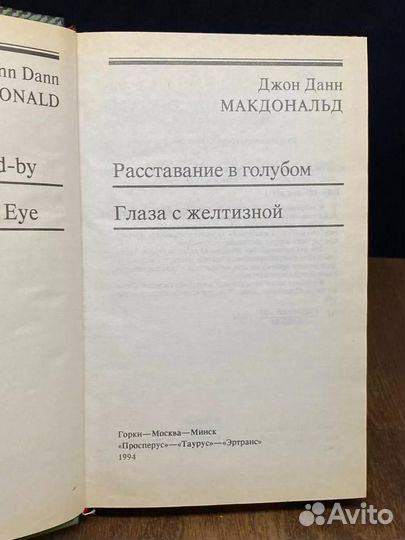 nn Dann
ONALD
d-by
Eye
Джон Данн
МАКДОНАЛЬД
Расставание в голубом
Глаза с желтизной
Горки—Москва—Минск
«Просперус»—«Таурус»—«Эртранс»
1994
Avito